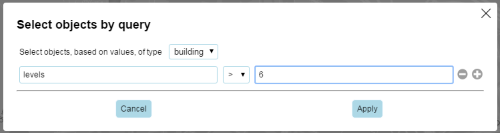 Select objects by query
Select objects, based on values, of type building
levels > 6
Cancel Apply